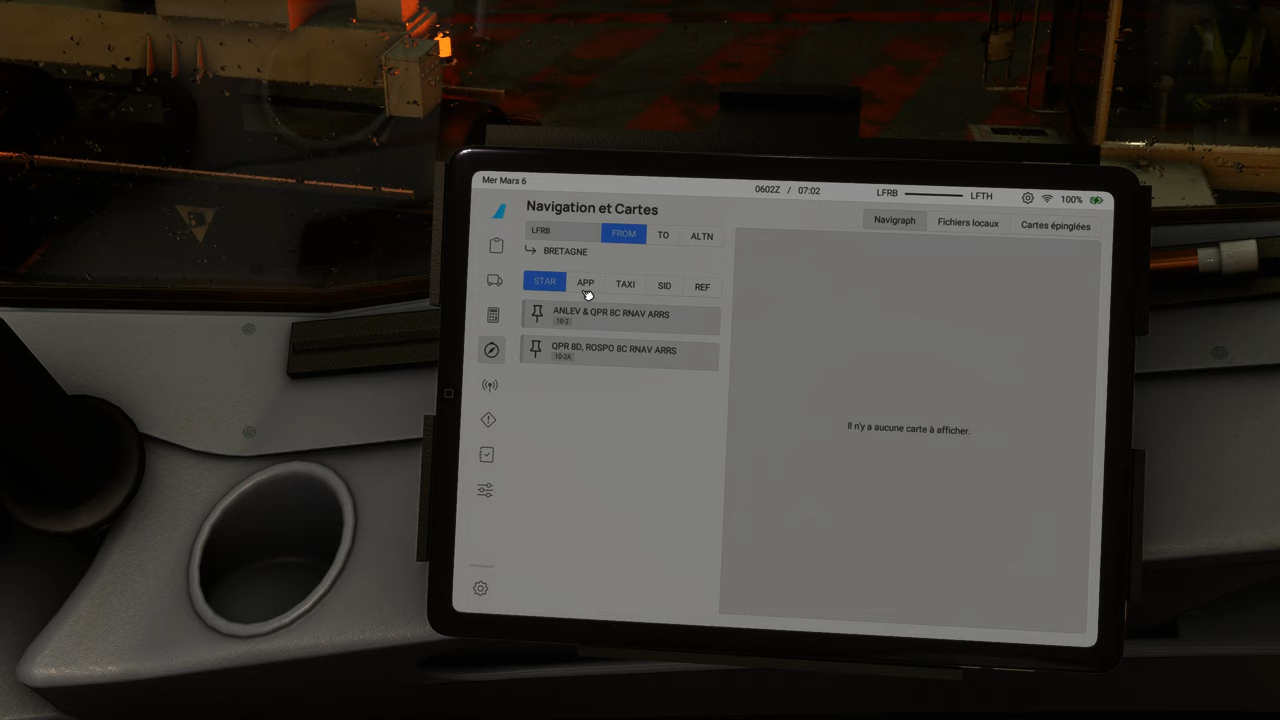 Mer Mars 6
0602Z / 07:02
LFRB LFTH
100%
Navigation et Cartes
Navigraph
Fichiers locaux
Cartes épinglées
LFRB
FROM
TO
ALTN
BRETAGNE
STAR
APP
TAXI
SID
REF
ANLEV & QPR 8C RNAV ARRS
10-2
QPR 8D, ROSPO 8C RNAV ARRS
10-2A
Il n'y a aucune carte à afficher.